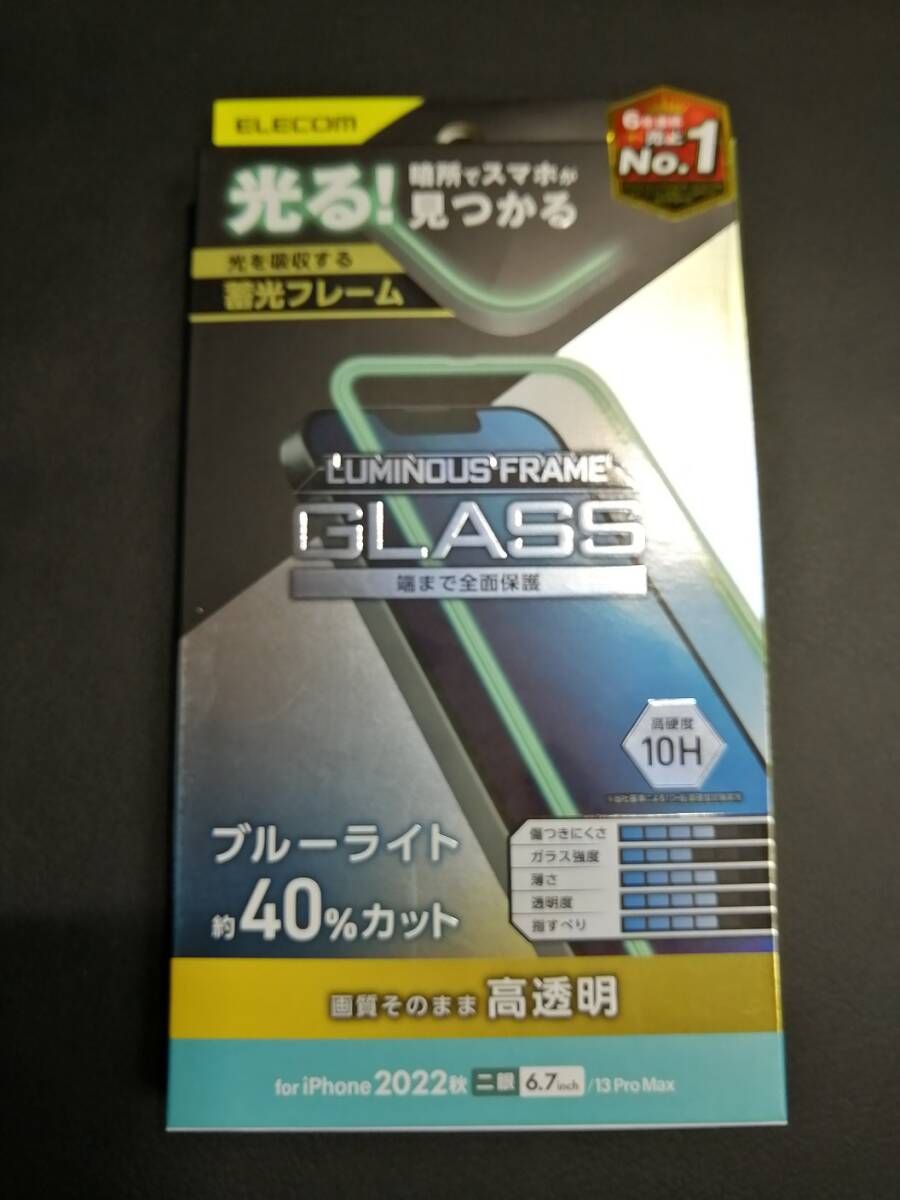 ELECOM
売上
No.1
光る!
暗所でスマホが
見つかる
光を吸収する
蓄光フレーム
LUMINOUS FRAME
GLASS
端まで全面保護
高硬度
10H
傷つきにくさ
ガラス強度
薄さ
透明度
指すべり
ブルーライト
約40%カット
画質そのまま 高透明
for iPhone 2022秋 二眼 6.7inch /13 Pro Max